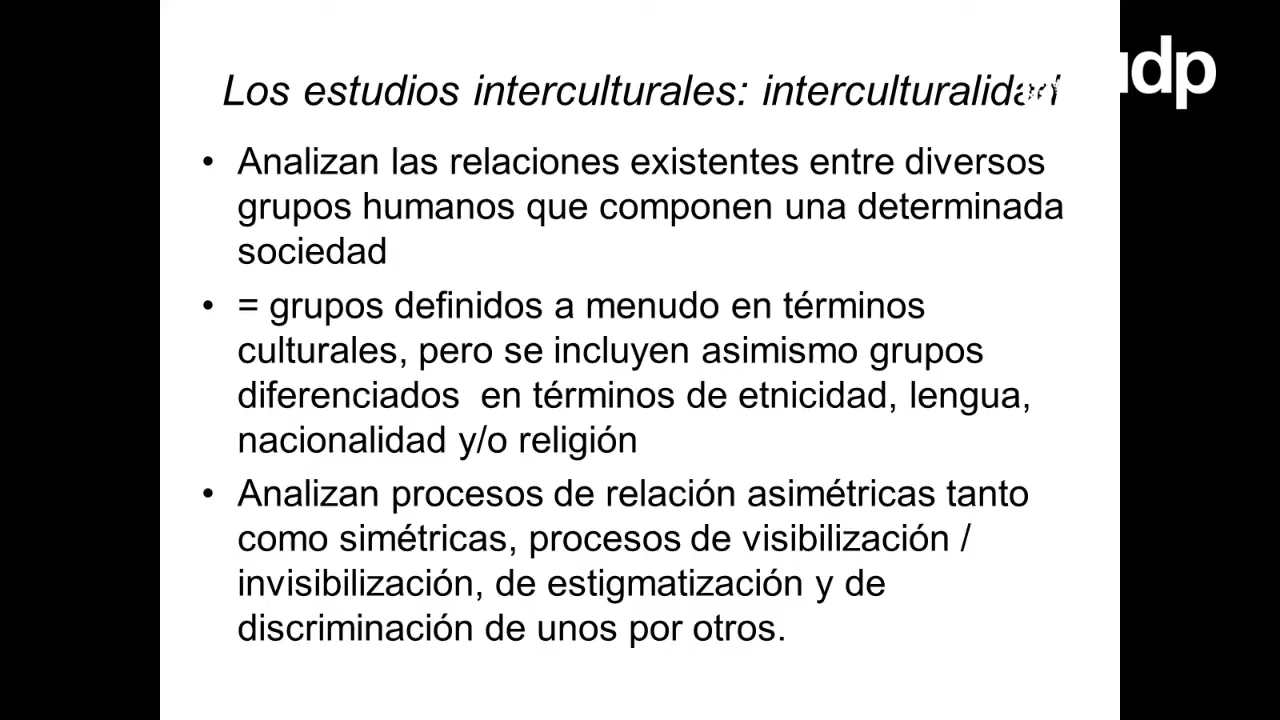 Los estudios interculturales: interculturalidad
udp
• Analizan las relaciones existentes entre diversos
grupos humanos que componen una determinada
sociedad
• = grupos definidos a menudo en términos
culturales, pero se incluyen asimismo grupos
diferenciados  en términos de etnicidad, lengua,
nacionalidad y/o religión
• Analizan procesos de relación asimétricas tanto
como simétricas, procesos de visibilización /
invisibilización, de estigmatización y de
discriminación de unos por otros.